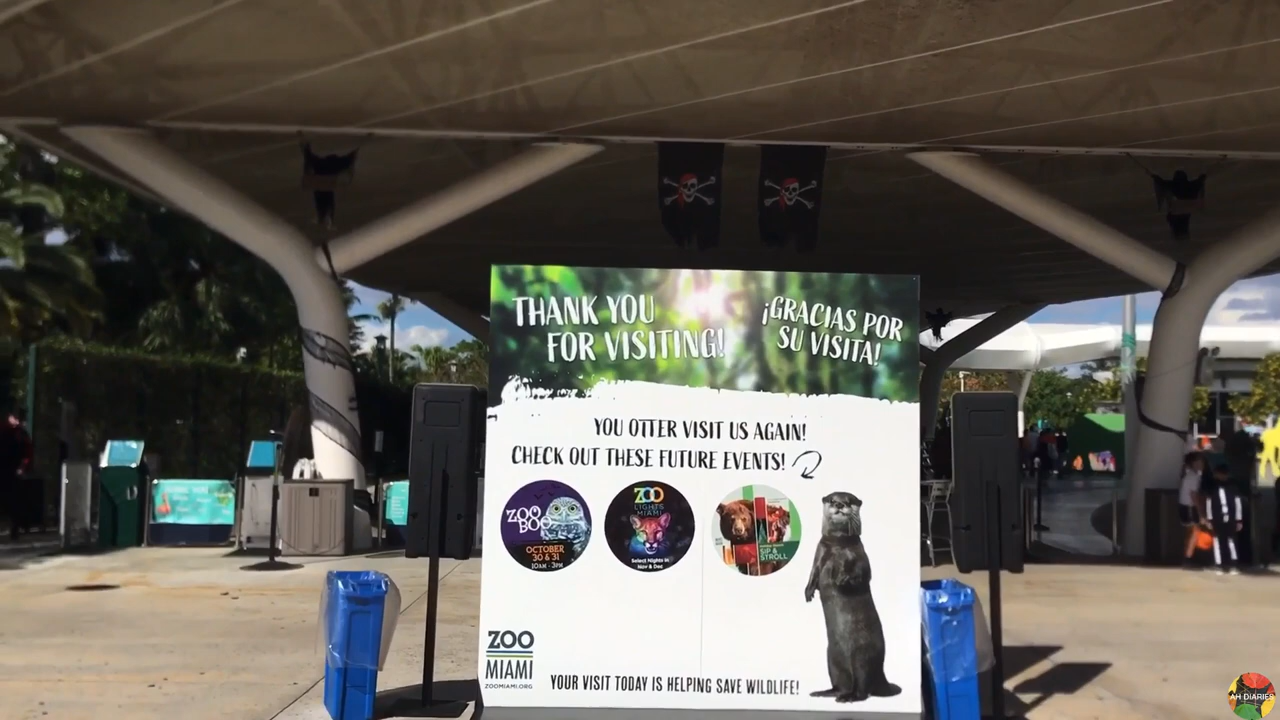 THANK YOU
FOR VISITING!
¡GRACIAS POR
SU VISITA!
YOU OTTER VISIT US AGAIN!
CHECK OUT THESE FUTURE EVENTS!
ZOO
BOO
OCTOBER
30 & 31
10AM - 3PM
ZOO
LIGHTS
MIAMI
Select Nights in
Nov & Dec
SIP &
STROLL
ZOO
MIAMI
ZOOMIAMI.ORG
YOUR VISIT TODAY IS HELPING SAVE WILDLIFE!
AH DIARIES